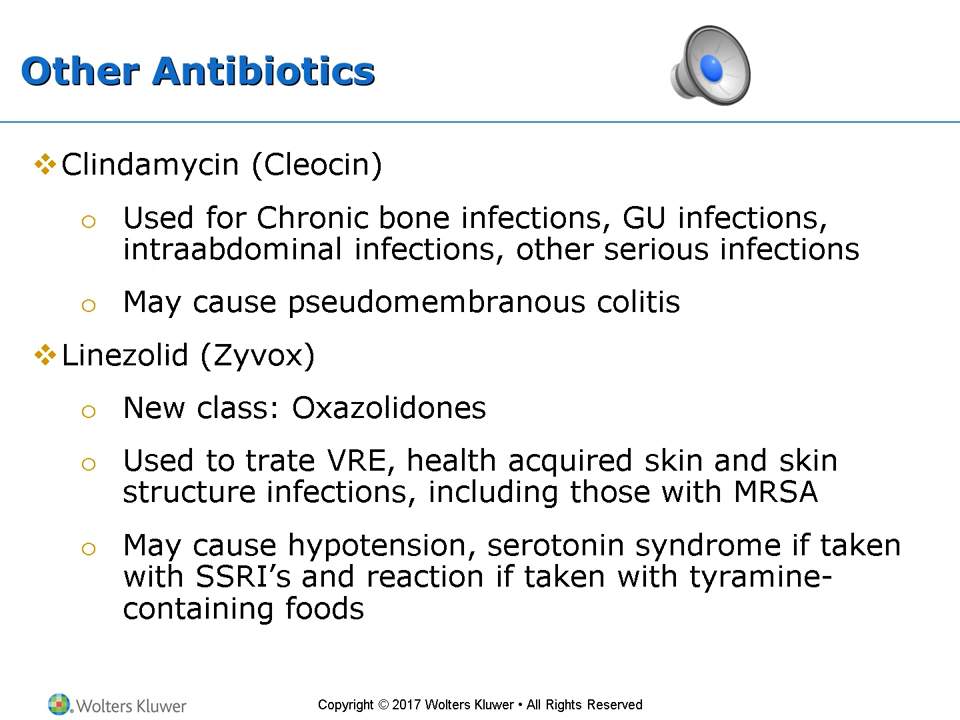 Other Antibiotics
Clindamycin (Cleocin)
Used for Chronic bone infections, GU infections,
intraabdominal infections, other serious infections
May cause pseudomembranous colitis
Linezolid (Zyvox)
New class: Oxazolidones
Used to trate VRE, health acquired skin and skin
structure infections, including those with MRSA
May cause hypotension, serotonin syndrome if taken
with SSRI’s and reaction if taken with tyramine-
containing foods
Wolters Kluwer
Copyright © 2017 Wolters Kluwer • All Rights Reserved